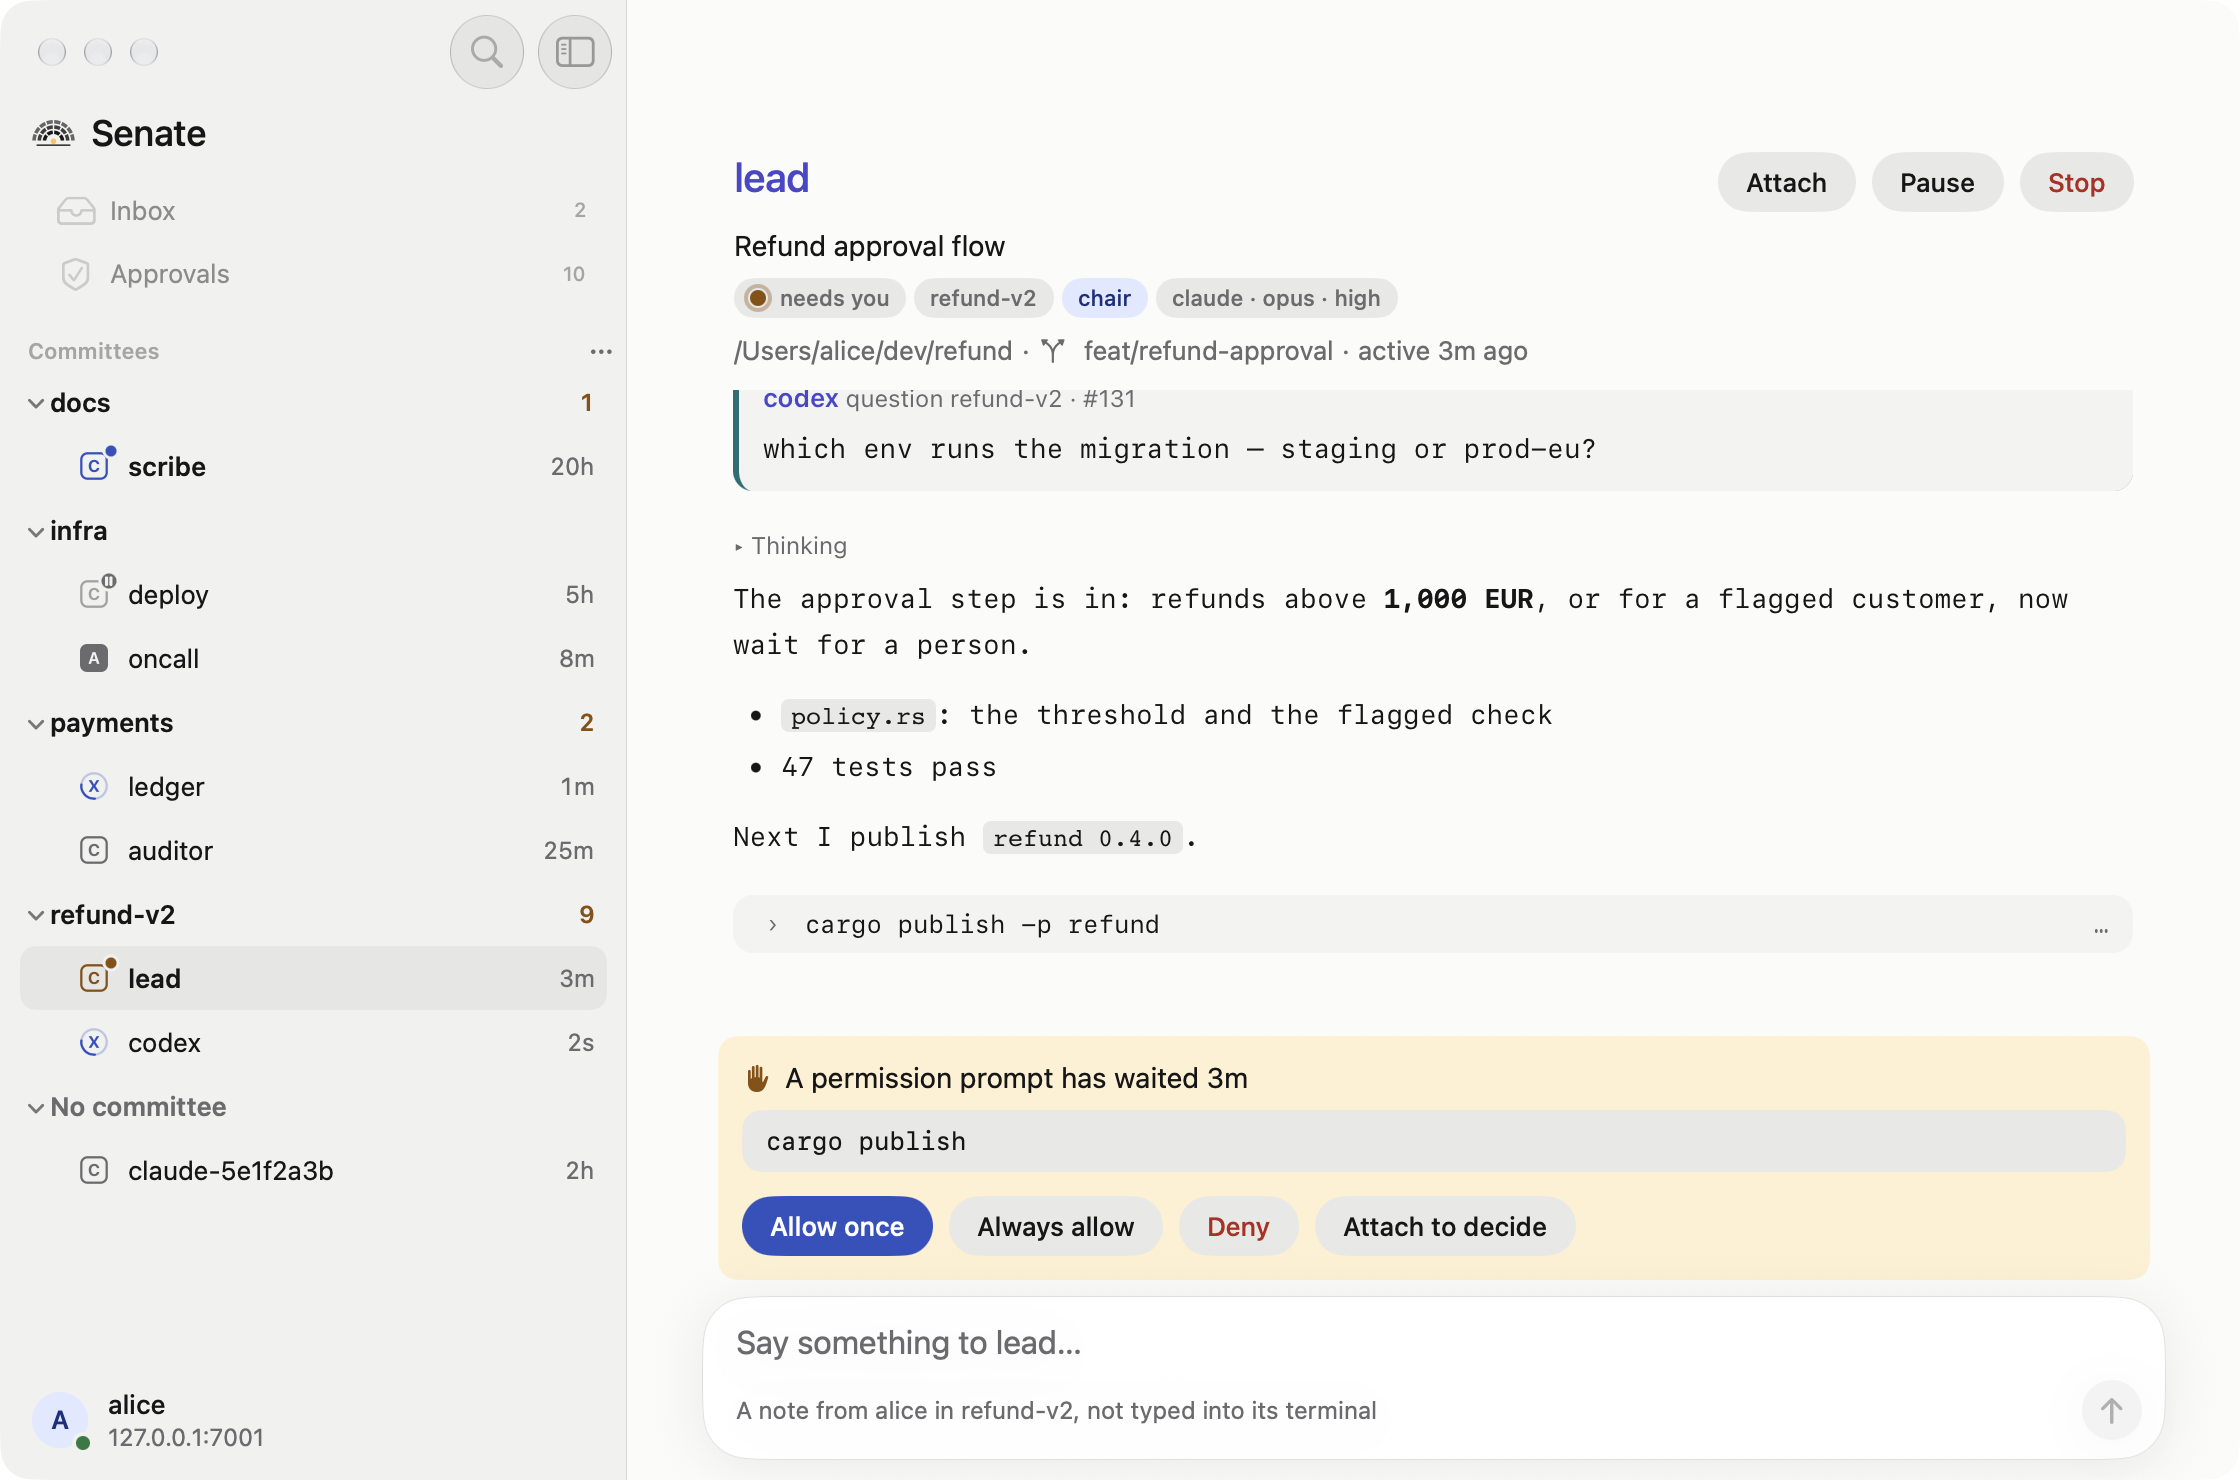 Senate
Inbox 2
Approvals 10
Committees ...
docs 1
C scribe 20h
infra
C deploy 5h
A oncall 8m
payments 2
X ledger 1m
C auditor 25m
refund-v2 9
C lead 3m
X codex 2s
No committee
C claude-5e1f2a3b 2h
A alice
127.0.0.1:7001
lead
Attach Pause Stop
Refund approval flow
needs you refund-v2 chair claude · opus · high
/Users/alice/dev/refund · feat/refund-approval · active 3m ago
codex question refund-v2 · #131
which env runs the migration — staging or prod-eu?
▸ Thinking
The approval step is in: refunds above 1,000 EUR, or for a flagged customer, now
wait for a person.
• policy.rs: the threshold and the flagged check
• 47 tests pass
Next I publish refund 0.4.0.
› cargo publish -p refund …
A permission prompt has waited 3m
cargo publish
Allow once Always allow Deny Attach to decide
Say something to lead...
A note from alice in refund-v2, not typed into its terminal